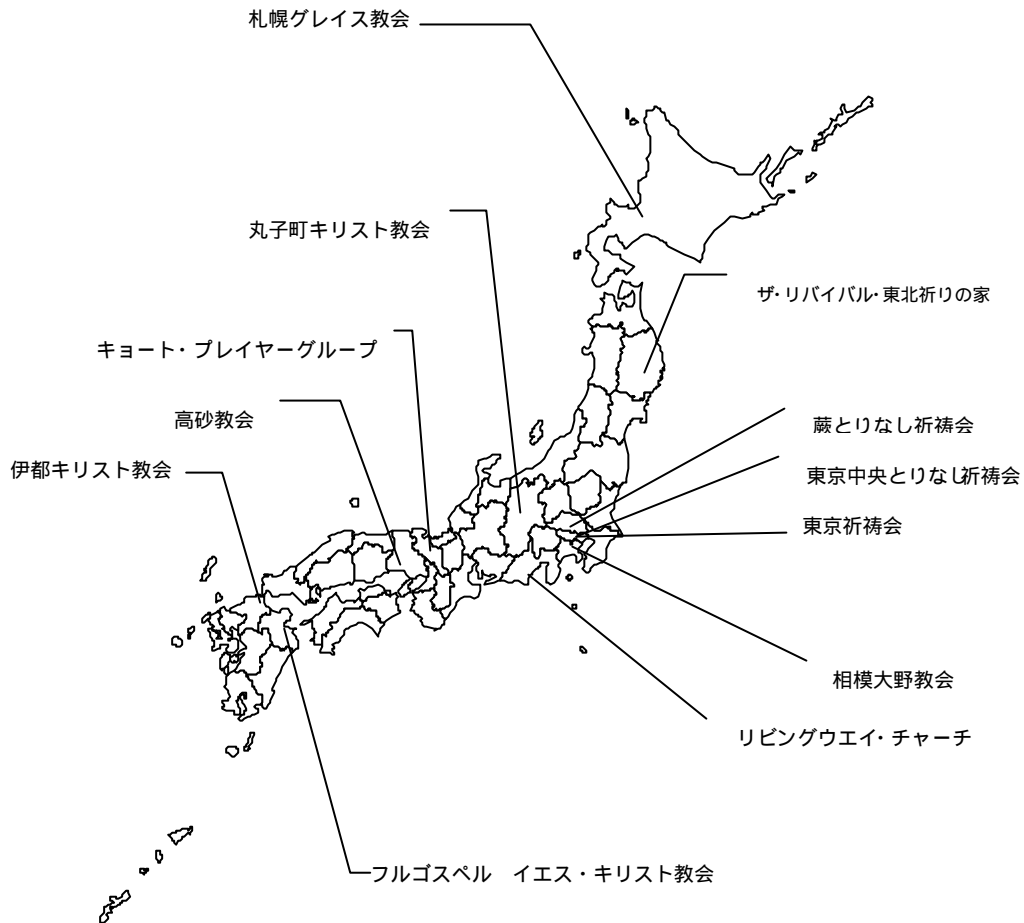 札幌グレイス教会
丸子町キリスト教会
ザ・リバイバル・東北祈りの家
キョート・プレイヤーグループ
高砂教会
蕨とりなし祈祷会
伊都キリスト教会
東京中央とりなし祈祷会
東京祈祷会
相模大野教会
リビングウエイ・チャーチ
フルゴスペル　イエス・キリスト教会